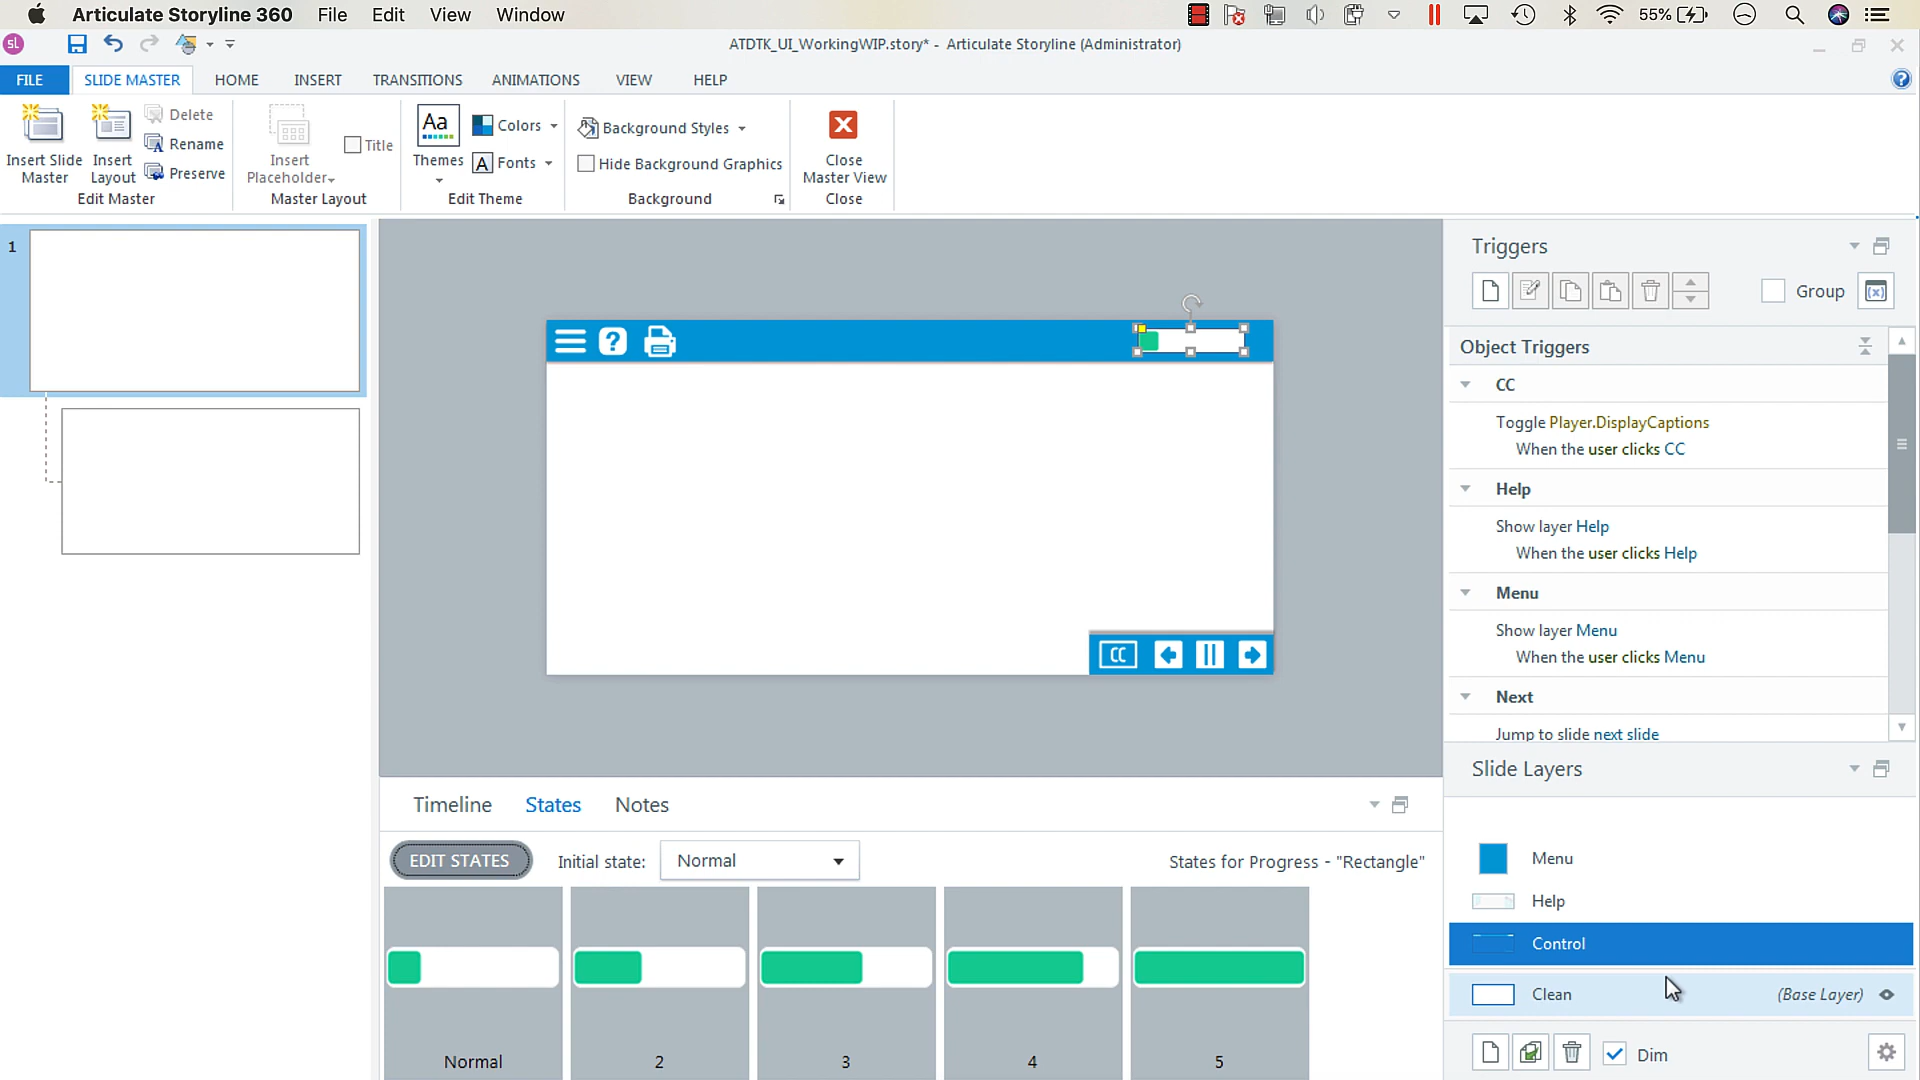 Articulate Storyline 360 File Edit View Window 55%
sl ATDTK_UI_WorkingWIP.story* - Articulate Storyline (Administrator)
FILE SLIDE MASTER HOME INSERT TRANSITIONS ANIMATIONS VIEW HELP ?
Insert Slide Master
Insert Layout
Delete
Rename
Preserve
Edit Master
Insert Placeholder
Title
Master Layout
Aa
Themes
Colors
A Fonts
Edit Theme
Background Styles
Hide Background Graphics
Background
Close Master View
Close
1
?
CC
Timeline States Notes
EDIT STATES Initial state: Normal States for Progress - "Rectangle"
Normal 2 3 4 5
Triggers
Group (x)
Object Triggers
CC
Toggle Player.DisplayCaptions
When the user clicks CC
Help
Show layer Help
When the user clicks Help
Menu
Show layer Menu
When the user clicks Menu
Next
Jump to slide next slide
Slide Layers
Menu
Help
Control
Clean (Base Layer)
Dim